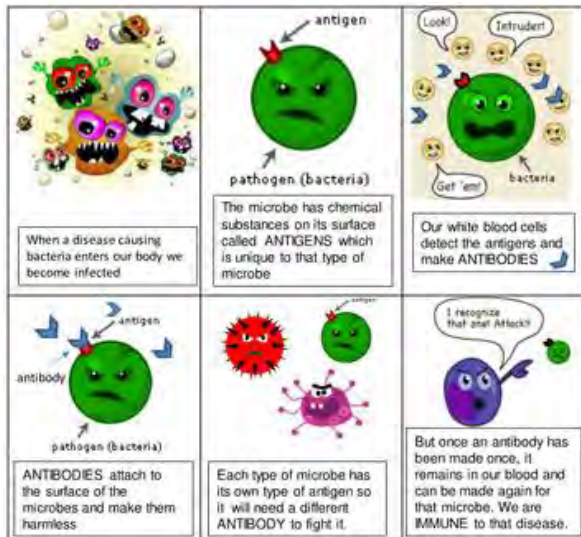 antigen
pathogen (bacteria)
Look!
Intruder!
Get 'em!
bacteria
When a disease causing
bacteria enters our body we
become infected
The microbe has chemical
substances on its surface
called ANTIGENS which
is unique to that type of
microbe
Our white blood cells
detect the antigens and
make ANTIBODIES
antigen
antibody
pathogen (bacteria)
antigen
I recognize
that one! Attack!!
ANTIBODIES attach to
the surface of the
microbes and make them
harmless
Each type of microbe has
its own type of antigen so
it will need a different
ANTIBODY to fight it.
But once an antibody has
been made once, it
remains in our blood and
can be made again for
that microbe. We are
IMMUNE to that disease.